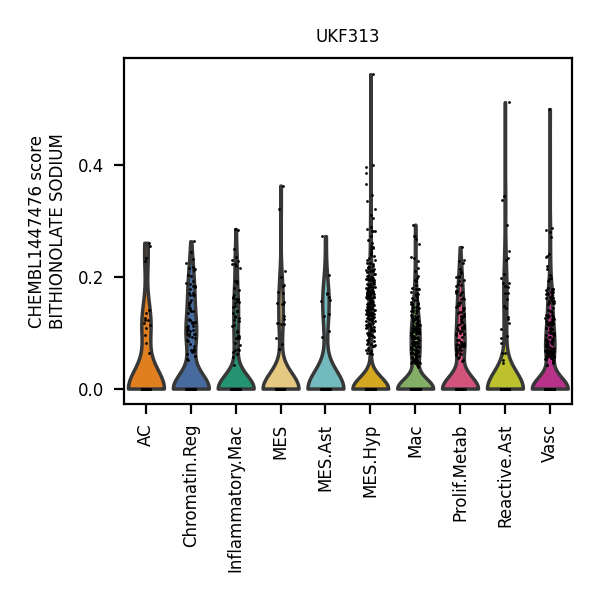 UKF313
CHEMBL1447476 score
BITHIONOLATE SODIUM
0.4
0.2
0.0
AC
Chromatin.Reg
Inflammatory.Mac
MES
MES.Ast
MES.Hyp
Mac
Prolif.Metab
Reactive.Ast
Vasc